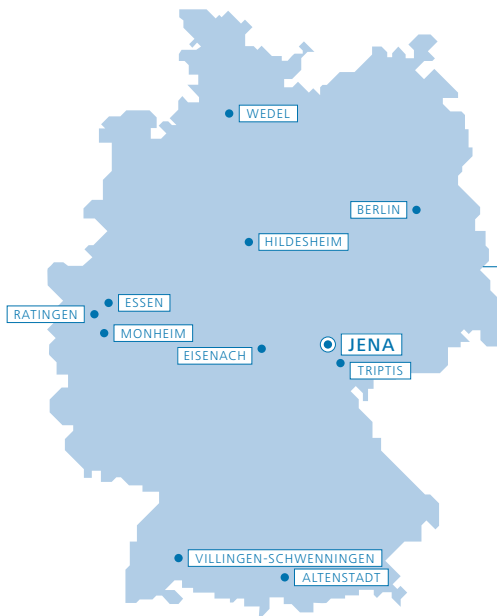 WEDEL
BERLIN
HILDESHEIM
ESSEN
RATINGEN
MONHEIM
JENA
EISENACH
TRIPTIS
VILLINGEN-SCHWENNINGEN
ALTENSTADT